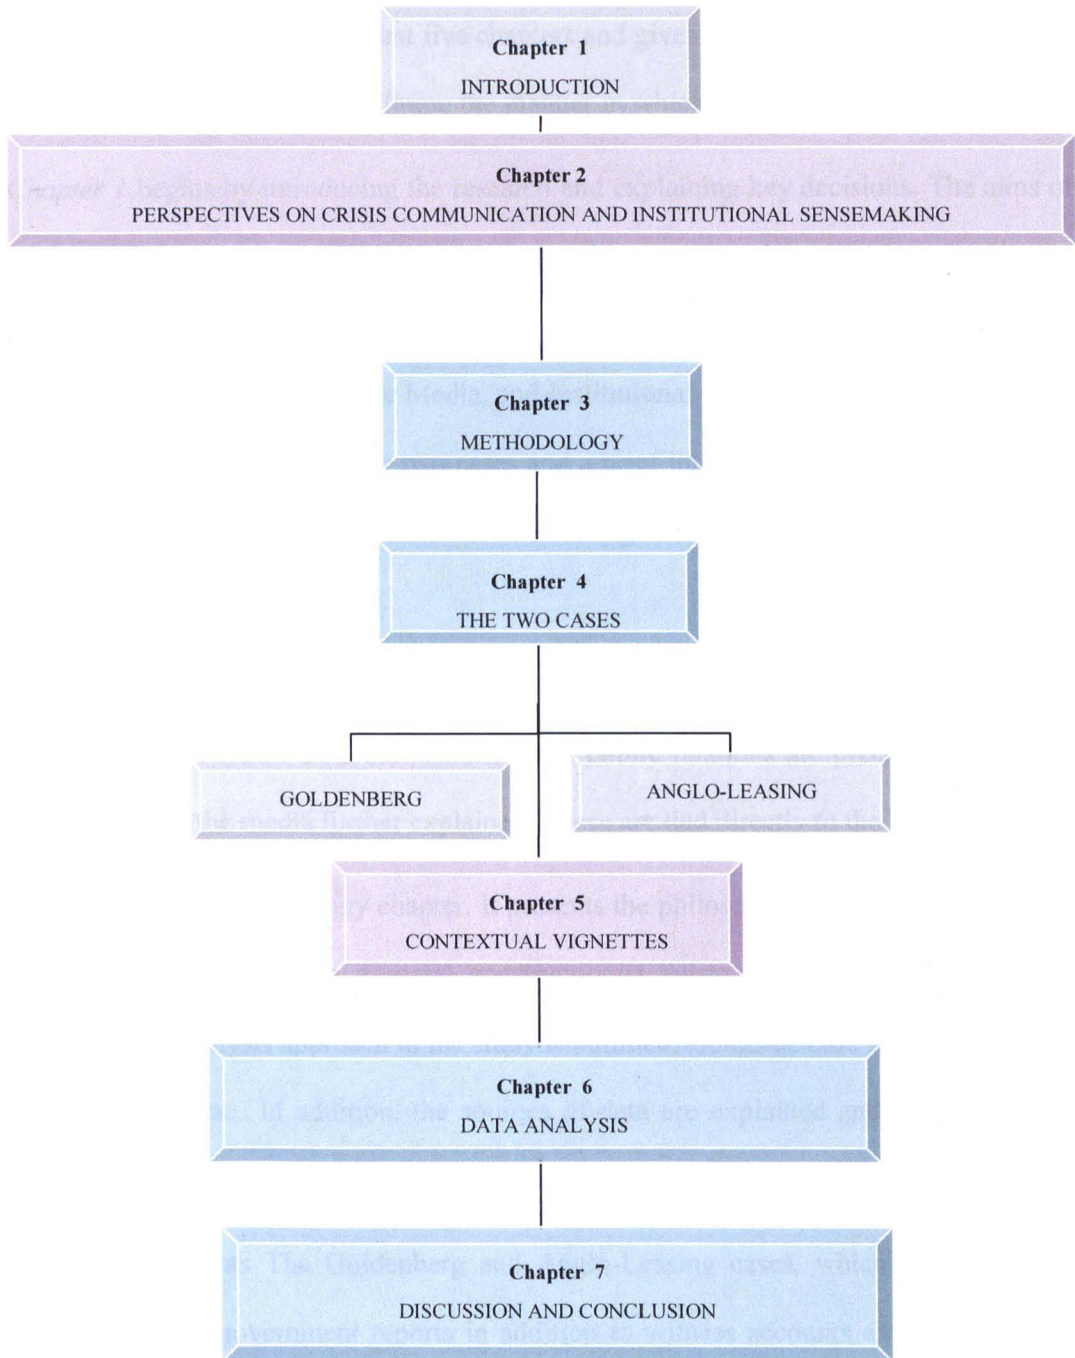 Chapter 1
INTRODUCTION
Chapter 2
PERSPECTIVES ON CRISIS COMMUNICATION AND INSTITUTIONAL SENSEMAKING
Chapter 3
METHODOLOGY
Chapter 4
THE TWO CASES
GOLDENBERG
ANGLO-LEASING
Chapter 5
CONTEXTUAL VIGNETTES
Chapter 6
DATA ANALYSIS
Chapter 7
DISCUSSION AND CONCLUSION